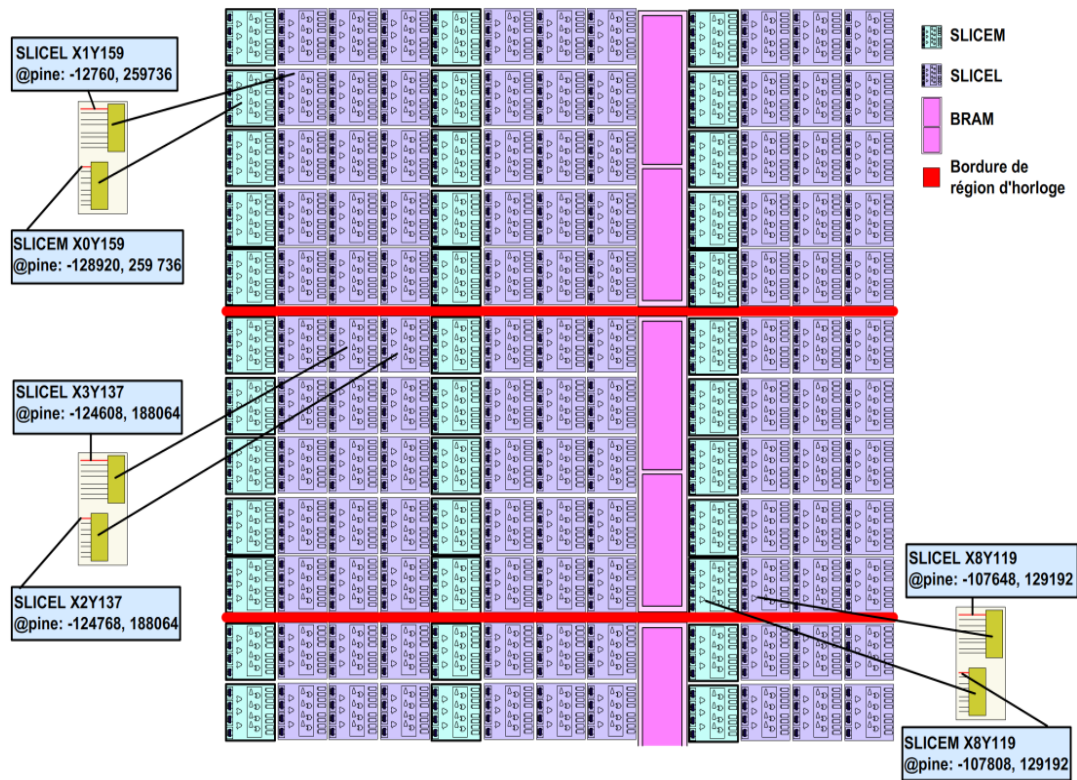 SLICEL X1Y159
@pine: -12760, 259736
SLICEM X0Y159
@pine: -128920, 259 736
SLICEL X3Y137
@pine: -124608, 188064
SLICEL X2Y137
@pine: -124768, 188064
SLICEM
SLICEL
BRAM
Bordure de
région d'horloge
SLICEL X8Y119
@pine: -107648, 129192
SLICEM X8Y119
@pine: -107808, 129192